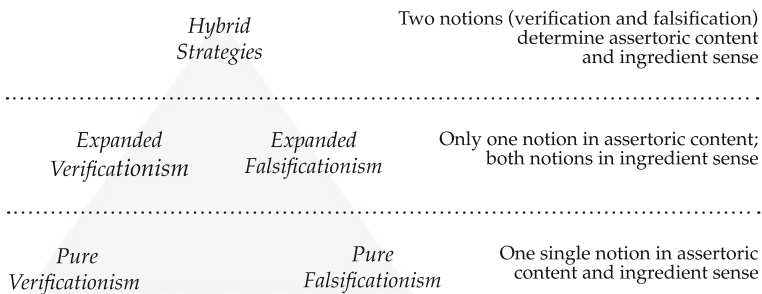 Hybrid
Strategies
Two notions (verification and falsification)
determine assertoric content
and ingredient sense
Expanded
Verificationism
Expanded
Falsificationism
Only one notion in assertoric content;
both notions in ingredient sense
Pure
Verificationism
Pure
Falsificationism
One single notion in assertoric
content and ingredient sense